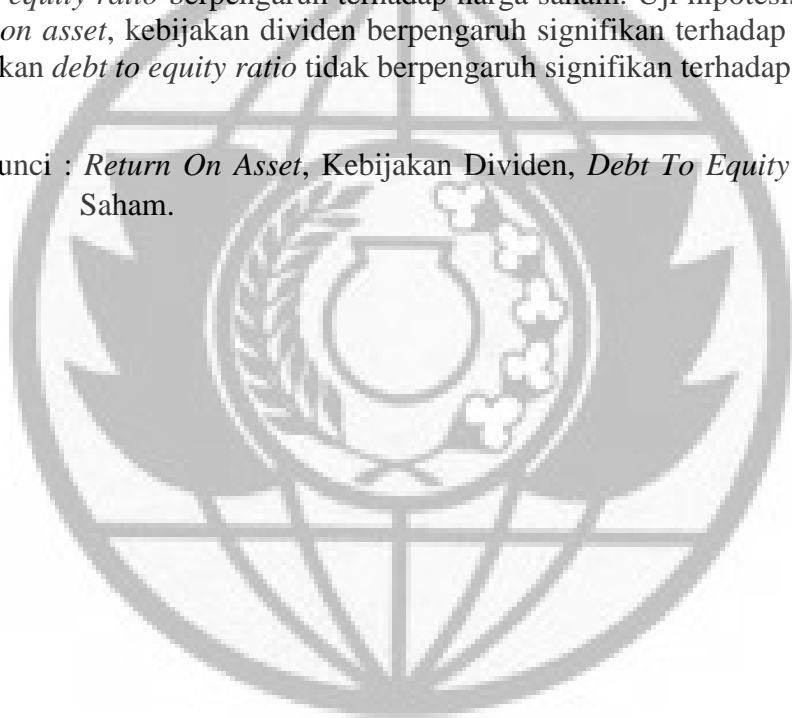 equity ratio berpengaruh terhadap harga saham. Uji hipotesis
on asset, kebijakan dividen berpengaruh signifikan terhadap
kan debt to equity ratio tidak berpengaruh signifikan terhadap
unci : Return On Asset, Kebijakan Dividen, Debt To Equity
Saham.